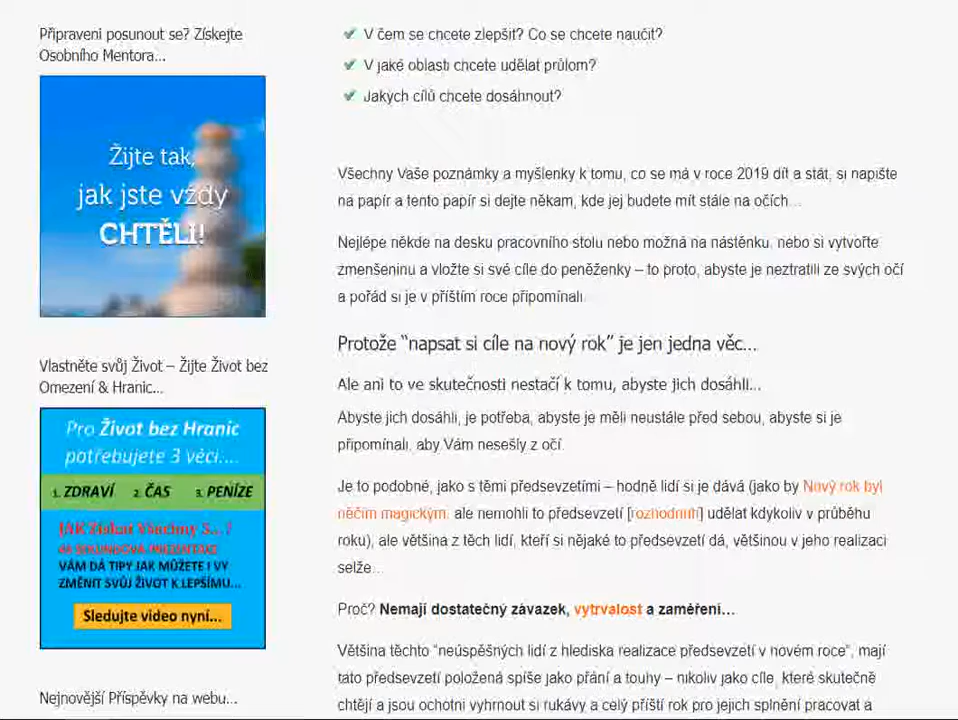 Připraveni posunout se? Získejte
Osobního Mentora...
Žijte tak,
jak jste vždy
CHTĚLI!
Vlastněte svůj Život – Žijte Život bez
Omezení & Hranic...
Pro Život bez Hranic
potřebujete 3 věci....
1. ZDRAVÍ 2. ČAS 3. PENÍZE
JAK Získat Všechny 3...?
VÁM DÁ TIPY JAK MŮŽETE I VY
ZMĚNIT SVŮJ ŽIVOT K LEPŠÍMU...
Sledujte video nyní...
Nejnovější Příspěvky na webu...
V čem se chcete zlepšit? Co se chcete naučit?
V jaké oblasti chcete udělat průlom?
Jakých cílů chcete dosáhnout?
Všechny Vaše poznámky a myšlenky k tomu, co se má v roce 2019 dít a stát, si napište
na papír a tento papír si dejte někam, kde jej budete mít stále na očích...
Nejlépe někde na desku pracovního stolu nebo možná na nástěnku, nebo si vytvořte
zmenšeninu a vložte si své cíle do peněženky – to proto, abyste je neztratili ze svých očí
a pořád si je v příštím roce připomínali.
Protože “napsat si cíle na nový rok” je jen jedna věc...
Ale ani to ve skutečnosti nestačí k tomu, abyste jich dosáhli...
Abyste jich dosáhli, je potřeba, abyste je měli neustále před sebou, abyste si je
připomínali, aby Vám nesešly z očí.
Je to podobné, jako s těmi předsevzetími – hodně lidí si je dává (jako by Nový rok byl
něčím magickým, ale nemohli to předsevzetí [rozhodnutí] udělat kdykoliv v průběhu
roku), ale většina z těch lidí, kteří si nějaké to předsevzetí dá, většinou v jeho realizaci
selže...
Proč? Nemají dostatečný závazek, vytrvalost a zaměření…
Většina těchto “neúspěšných lidí z hlediska realizace předsevzetí v novém roce”, mají
tato předsevzetí položená spíše jako přání a touhy – nikoliv jako cíle, které skutečně
chtějí a jsou ochotni vyhrnout si rukávy a celý příští rok pro jejich splnění pracovat a